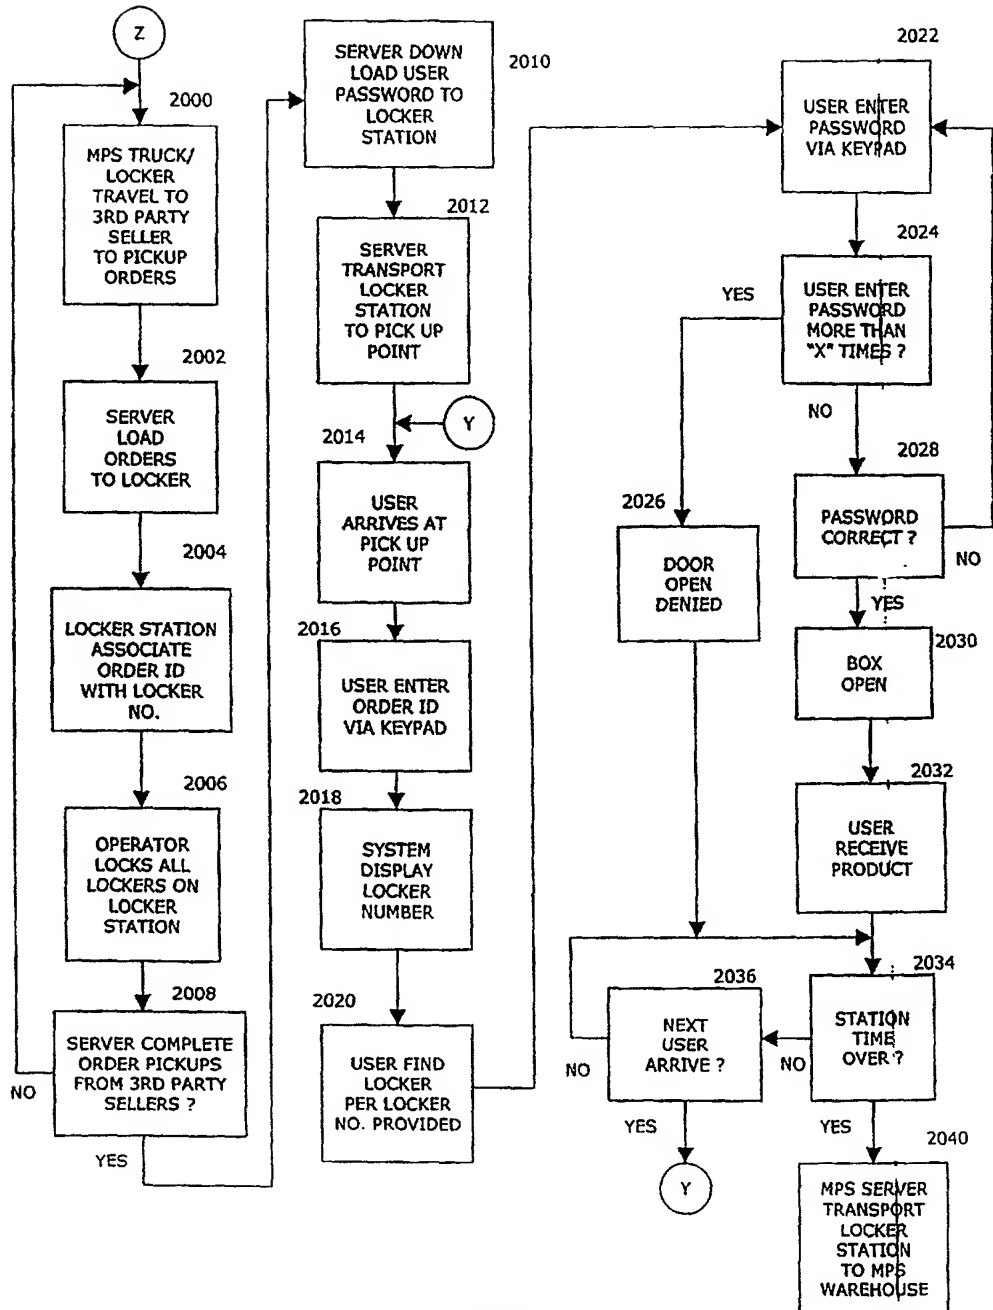 Z
2000
MPS TRUCK/
LOCKER
TRAVEL TO
3RD PARTY
SELLER
TO PICKUP
ORDERS
2002
SERVER
LOAD
ORDERS
TO LOCKER
2004
LOCKER STATION
ASSOCIATE
ORDER ID
WITH LOCKER
NO.
2006
OPERATOR
LOCKS ALL
LOCKERS ON
LOCKER
STATION
2008
SERVER COMPLETE
ORDER PICKUPS
FROM 3RD PARTY
SELLERS ?
NO
YES
2010
SERVER DOWN
LOAD USER
PASSWORD TO
LOCKER
STATION
2012
SERVER
TRANSPORT
LOCKER
STATION
TO PICK UP
POINT
Y
2014
USER
ARRIVES AT
PICK UP
POINT
2016
USER ENTER
ORDER ID
VIA KEYPAD
2018
SYSTEM
DISPLAY
LOCKER
NUMBER
2020
USER FIND
LOCKER
PER LOCKER
NO. PROVIDED
2022
USER ENTER
PASSWORD
VIA KEYPAD
2024
USER ENTER
PASSWORD
MORE THAN
"X" TIMES ?
YES
NO
2026
DOOR
OPEN
DENIED
2028
PASSWORD
CORRECT ?
NO
YES
2030
BOX
OPEN
2032
USER
RECEIVE
PRODUCT
2034
STATION
TIME
OVER ?
NO
YES
2036
NEXT
USER
ARRIVE ?
NO
YES
Y
2040
MPS SERVER
TRANSPORT
LOCKER
STATION
TO MPS
WAREHOUSE